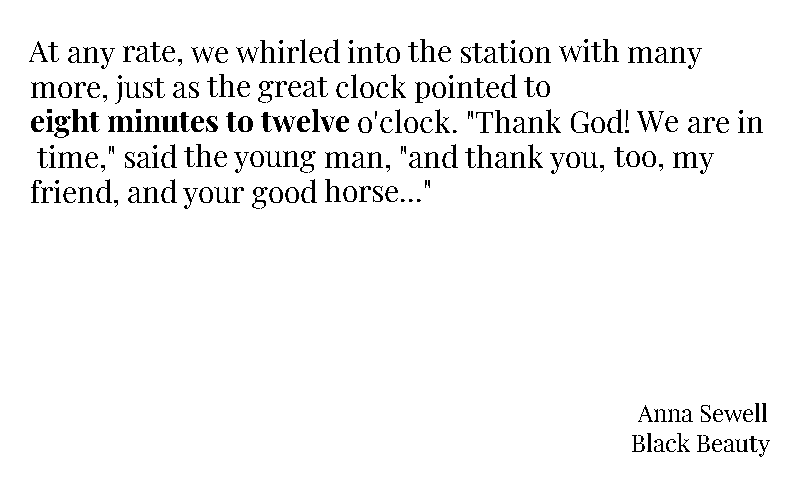 At any rate, we whirled into the station with many
more, just as the great clock pointed to
eight minutes to twelve o'clock. "Thank God! We are in
time," said the young man, "and thank you, too, my
friend, and your good horse..."
Anna Sewell
Black Beauty